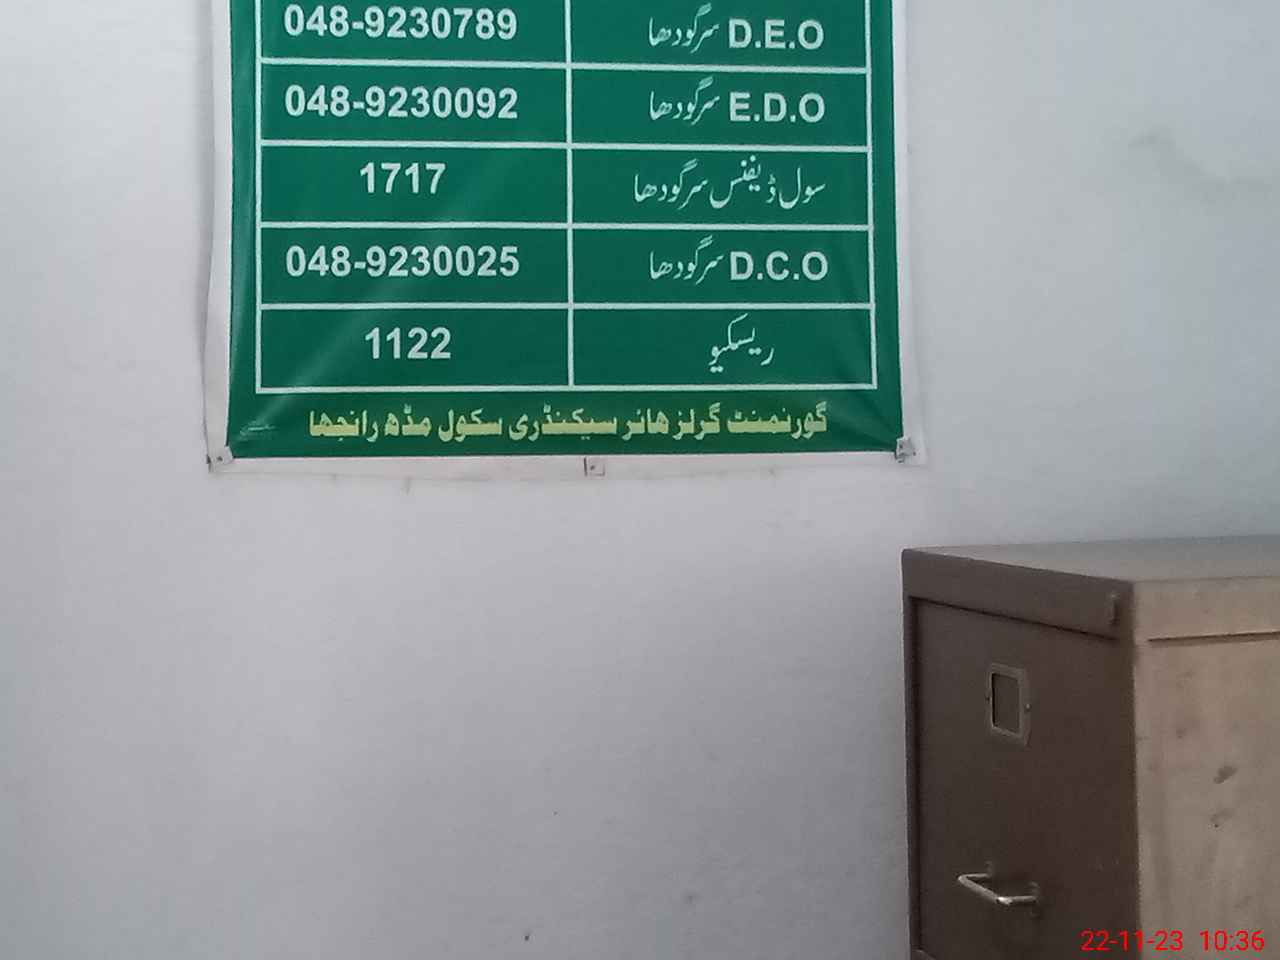 D.E.O سرگودھا 048-9230789
E.D.O سرگودھا 048-9230092
سول ڈیفنس سرگودھا 1717
D.C.O سرگودھا 048-9230025
ریسکیو 1122
گورنمنٹ گرلز ھائر سیکنڈری سکول مڈھ رانجھا
22-11-23 10:36